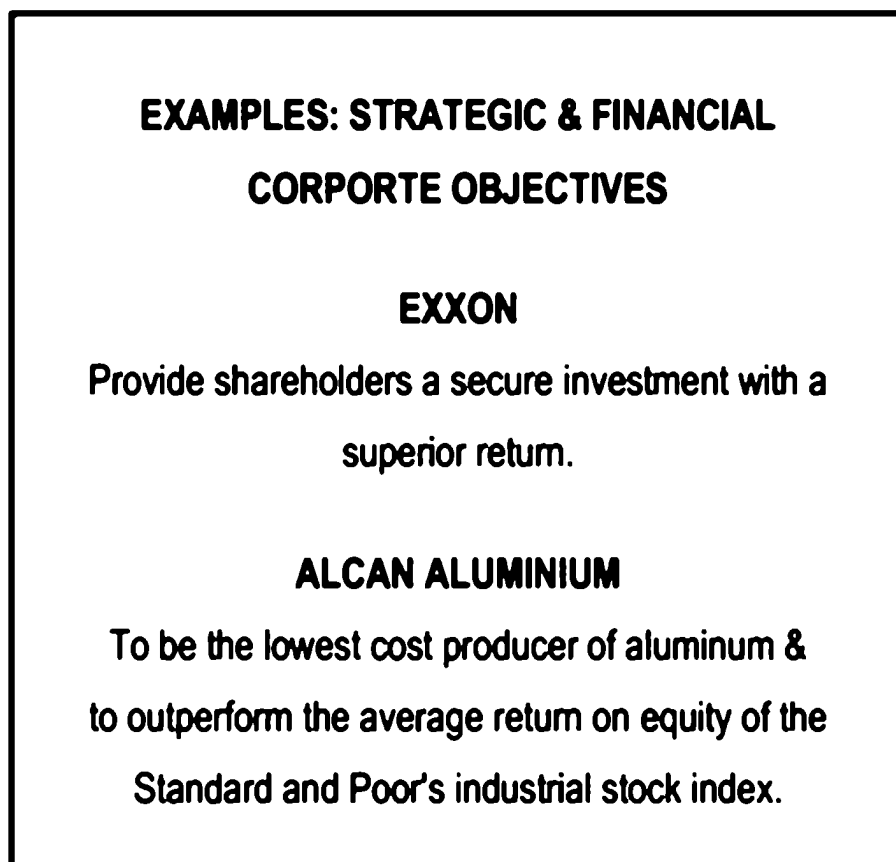 EXAMPLES: STRATEGIC & FINANCIAL
CORPORTE OBJECTIVES
EXXON
Provide shareholders a secure investment with a
superior return.
ALCAN ALUMINIUM
To be the lowest cost producer of aluminum &
to outperform the average return on equity of the
Standard and Poor's industrial stock index.